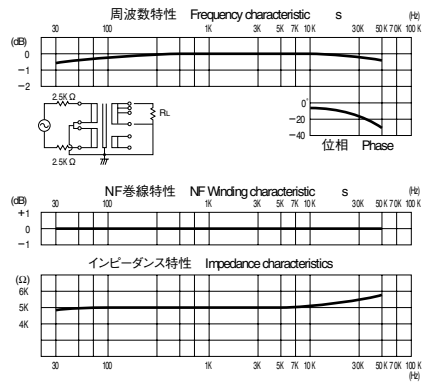 周波数特性 Frequency characteristic s
30 100 1K 3K 5K 7K 10K 30K 50K 70K 100K (Hz)
(dB)
0
−1
−2
2.5KΩ
RL
2.5KΩ
0°
−20
−40
位相 Phase
NF巻線特性 NF Winding characteristic s
(dB)
30 100 1K 3K 5K 7K 10K 30K 50K 70K 100K (Hz)
+1
0
−1
インピーダンス特性 Impedance characteristics
(Ω)
6K
5K
4K
30 100 1K 3K 5K 7K 10K 30K 50K 70K 100K
(Hz)